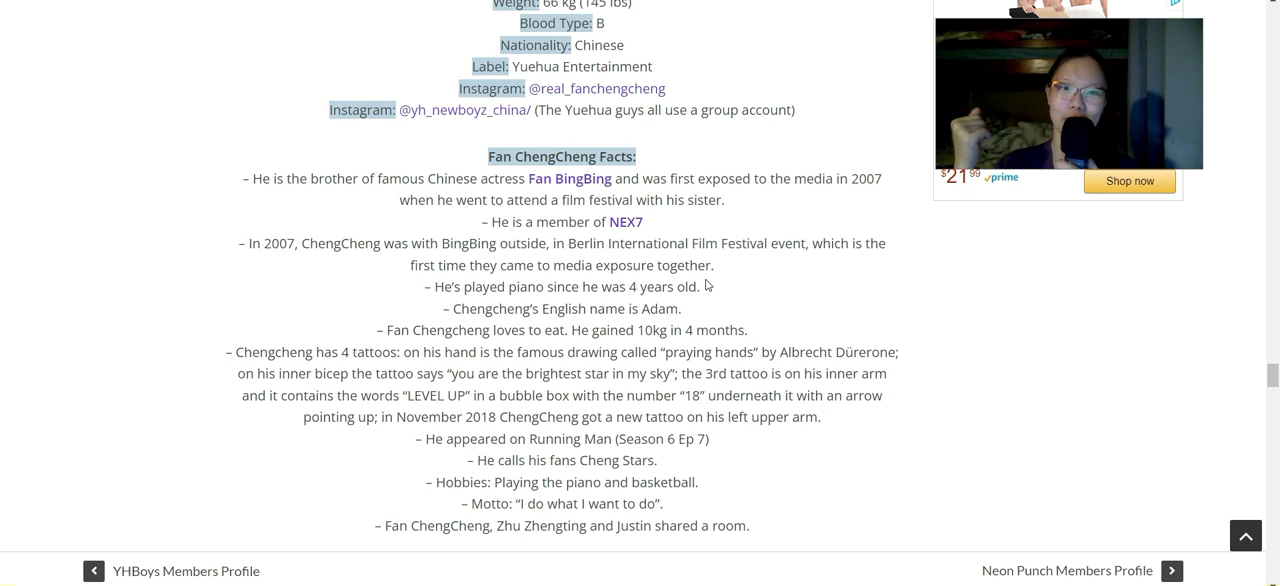 Weight: 66 kg (145 lbs)
Blood Type: B
Nationality: Chinese
Label: Yuehua Entertainment
Instagram: @real_fanchengcheng
Instagram: @yh_newboyz_china/ (The Yuehua guys all use a group account)
Fan ChengCheng Facts:
– He is the brother of famous Chinese actress Fan BingBing and was first exposed to the media in 2007
when he went to attend a film festival with his sister.
– He is a member of NEX7
– In 2007, ChengCheng was with BingBing outside, in Berlin International Film Festival event, which is the
first time they came to media exposure together.
– He’s played piano since he was 4 years old.
– Chengcheng’s English name is Adam.
– Fan Chengcheng loves to eat. He gained 10kg in 4 months.
– Chengcheng has 4 tattoos: on his hand is the famous drawing called “praying hands” by Albrecht Dürerone;
on his inner bicep the tattoo says “you are the brightest star in my sky”; the 3rd tattoo is on his inner arm
and it contains the words “LEVEL UP” in a bubble box with the number “18” underneath it with an arrow
pointing up; in November 2018 ChengCheng got a new tattoo on his left upper arm.
– He appeared on Running Man (Season 6 Ep 7)
– He calls his fans Cheng Stars.
– Hobbies: Playing the piano and basketball.
– Motto: “I do what I want to do”.
– Fan ChengCheng, Zhu Zhengting and Justin shared a room.
$21.99 prime
Shop now
YHBoys Members Profile
Neon Punch Members Profile